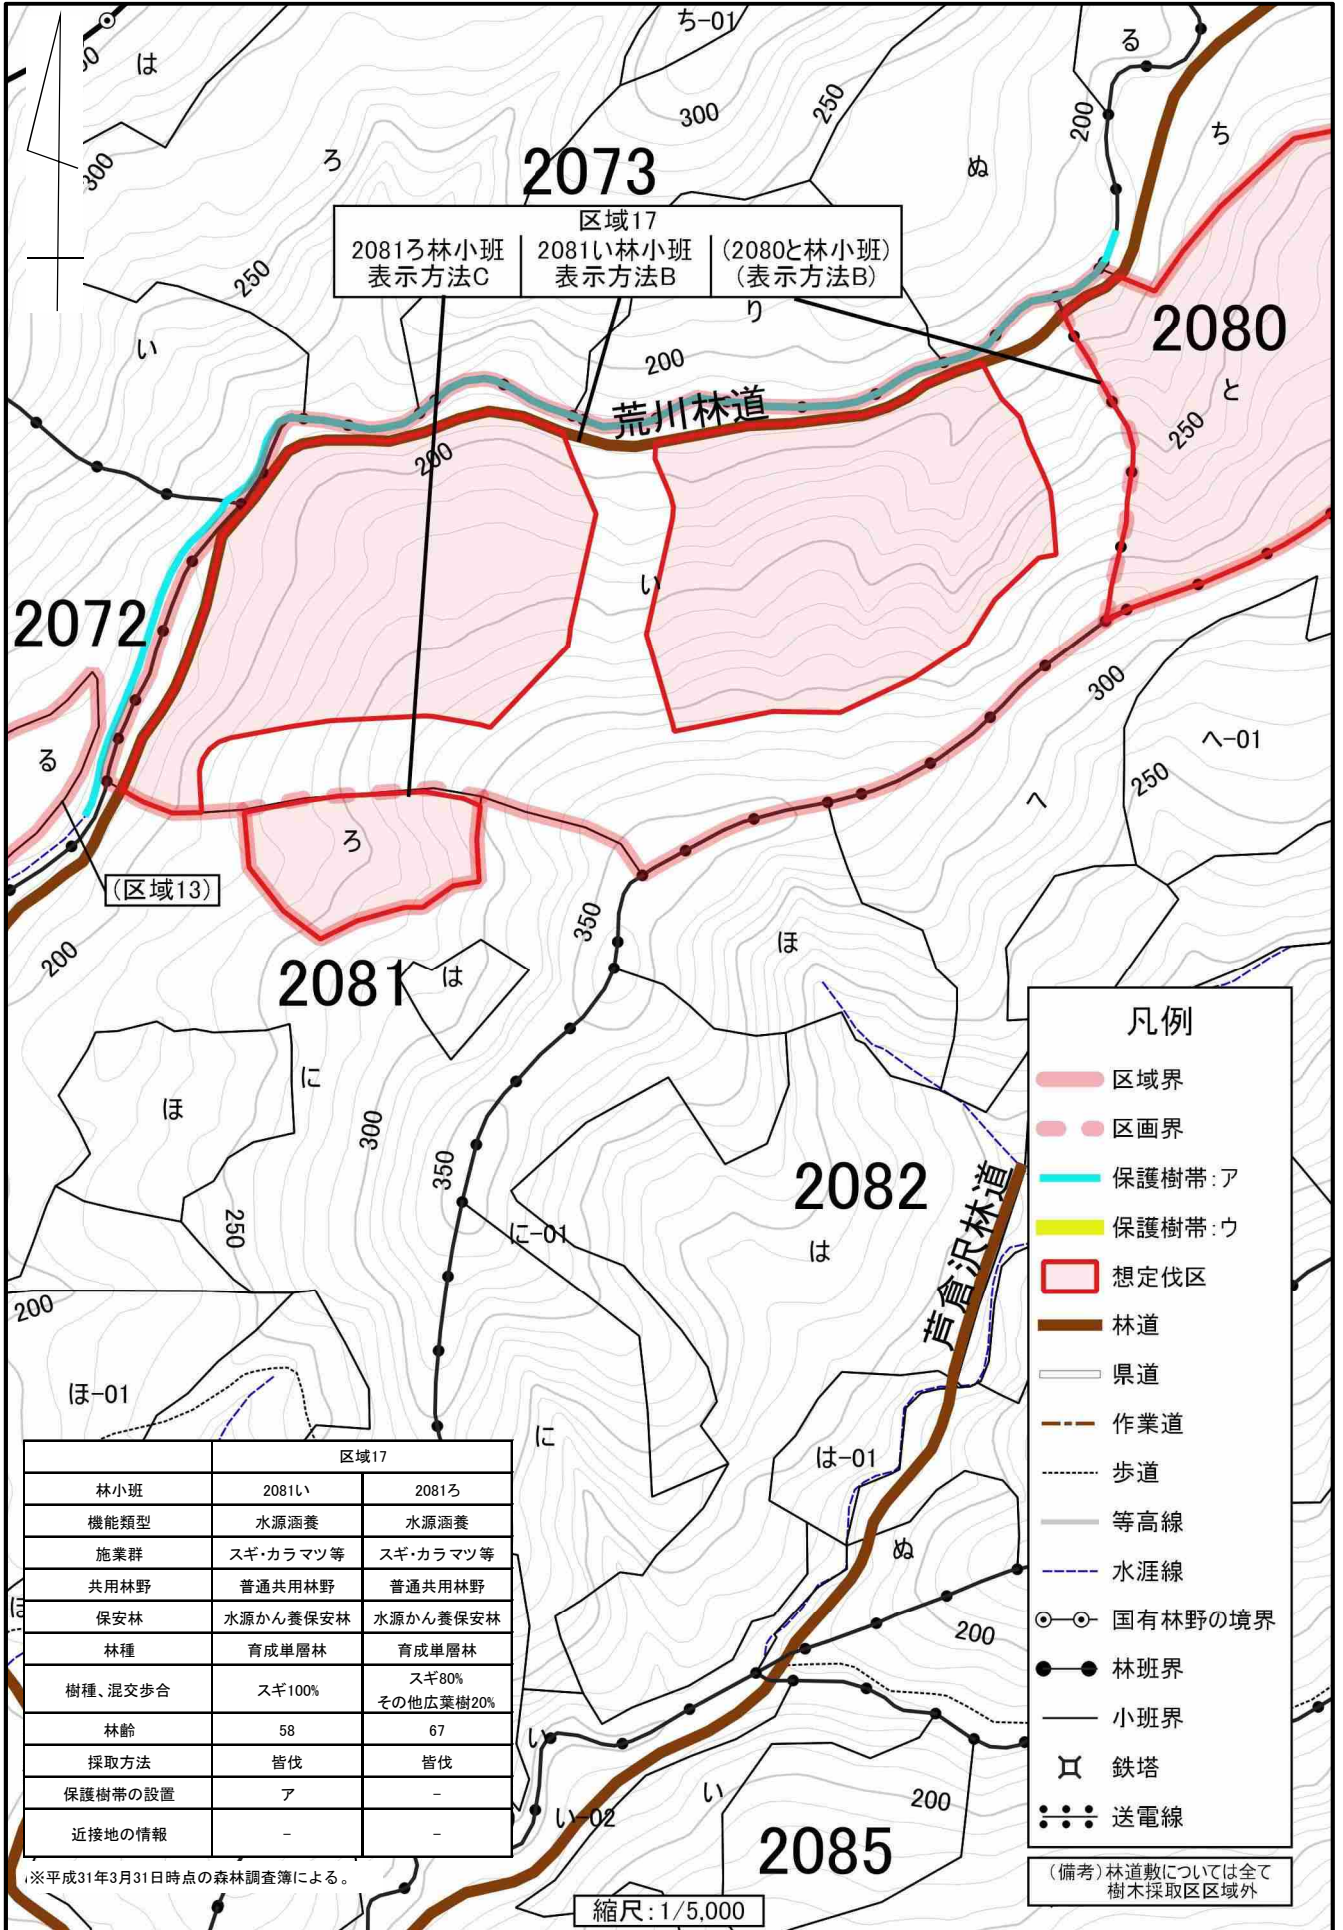 ち-01
る
は
300
250
200
ち
300
ろ
2073
ぬ
区域17
2081ろ林小班
表示方法C
2081い林小班
表示方法B
(2080と林小班)
(表示方法B)
250
り
2080
い
200
と
荒川林道
250
200
い
2072
300
る
へ-01
250
ろ
(区域13)
350
ほ
200
2081
は
に
ほ
300
350
2082
250
に-01
は
芦倉沢林道
200
ほ-01
に
は-01
ぬ
200
い
い
い-02
200
2085
凡例
区域界
区画界
保護樹帯:ア
保護樹帯:ウ
想定伐区
林道
県道
作業道
歩道
等高線
水涯線
国有林野の境界
林班界
小班界
鉄塔
送電線
(備考)林道敷については全て
樹木採取区区域外
区域17
林小班 2081い 2081ろ
機能類型 水源涵養 水源涵養
施業群 スギ・カラマツ等 スギ・カラマツ等
共用林野 普通共用林野 普通共用林野
保安林 水源かん養保安林 水源かん養保安林
林種 育成単層林 育成単層林
樹種、混交歩合 スギ100% スギ80%
その他広葉樹20%
林齢 58 67
採取方法 皆伐 皆伐
保護樹帯の設置 ア -
近接地の情報 - -
※平成31年3月31日時点の森林調査簿による。
縮尺:1/5,000